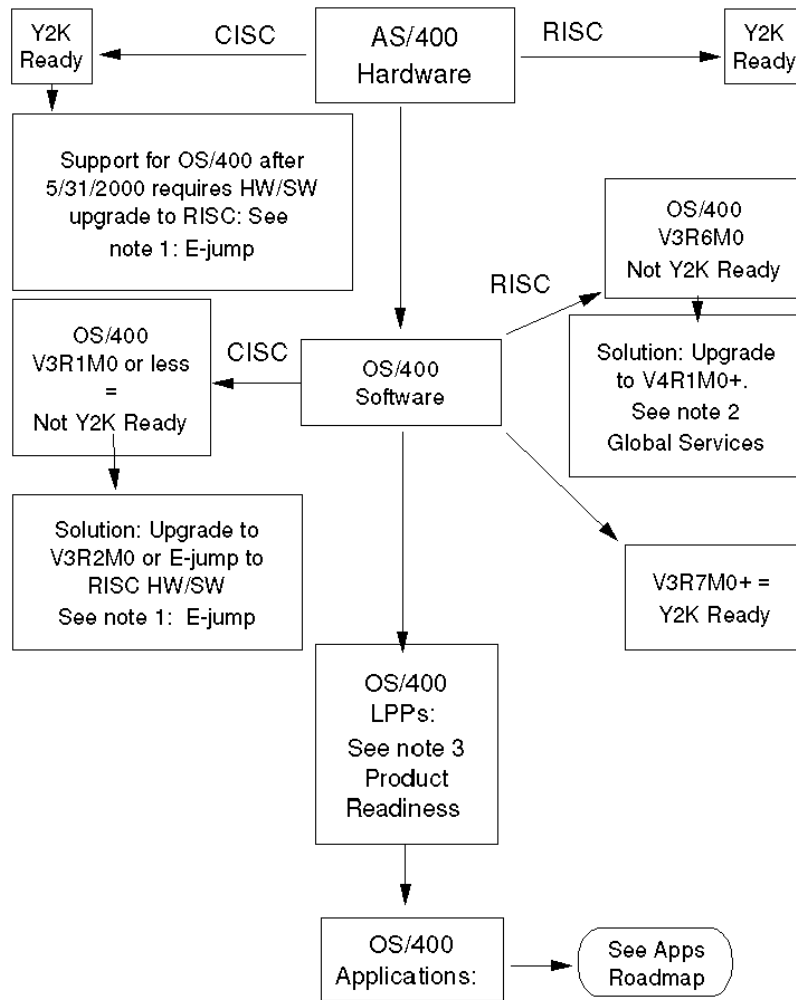 Y2K
Ready
CISC
AS/400
Hardware
RISC
Y2K
Ready
Support for OS/400 after
5/31/2000 requires HW/SW
upgrade to RISC: See
note 1: E-jump
OS/400
V3R6M0
Not Y2K Ready
RISC
OS/400
V3R1M0 or less
=
Not Y2K Ready
CISC
OS/400
Software
Solution: Upgrade
to V4R1M0+.
See note 2
Global Services
Solution: Upgrade to
V3R2M0 or E-jump to
RISC HW/SW
See note 1: E-jump
V3R7M0+ =
Y2K Ready
OS/400
LPPs:
See note 3
Product
Readiness
OS/400
Applications:
See Apps
Roadmap